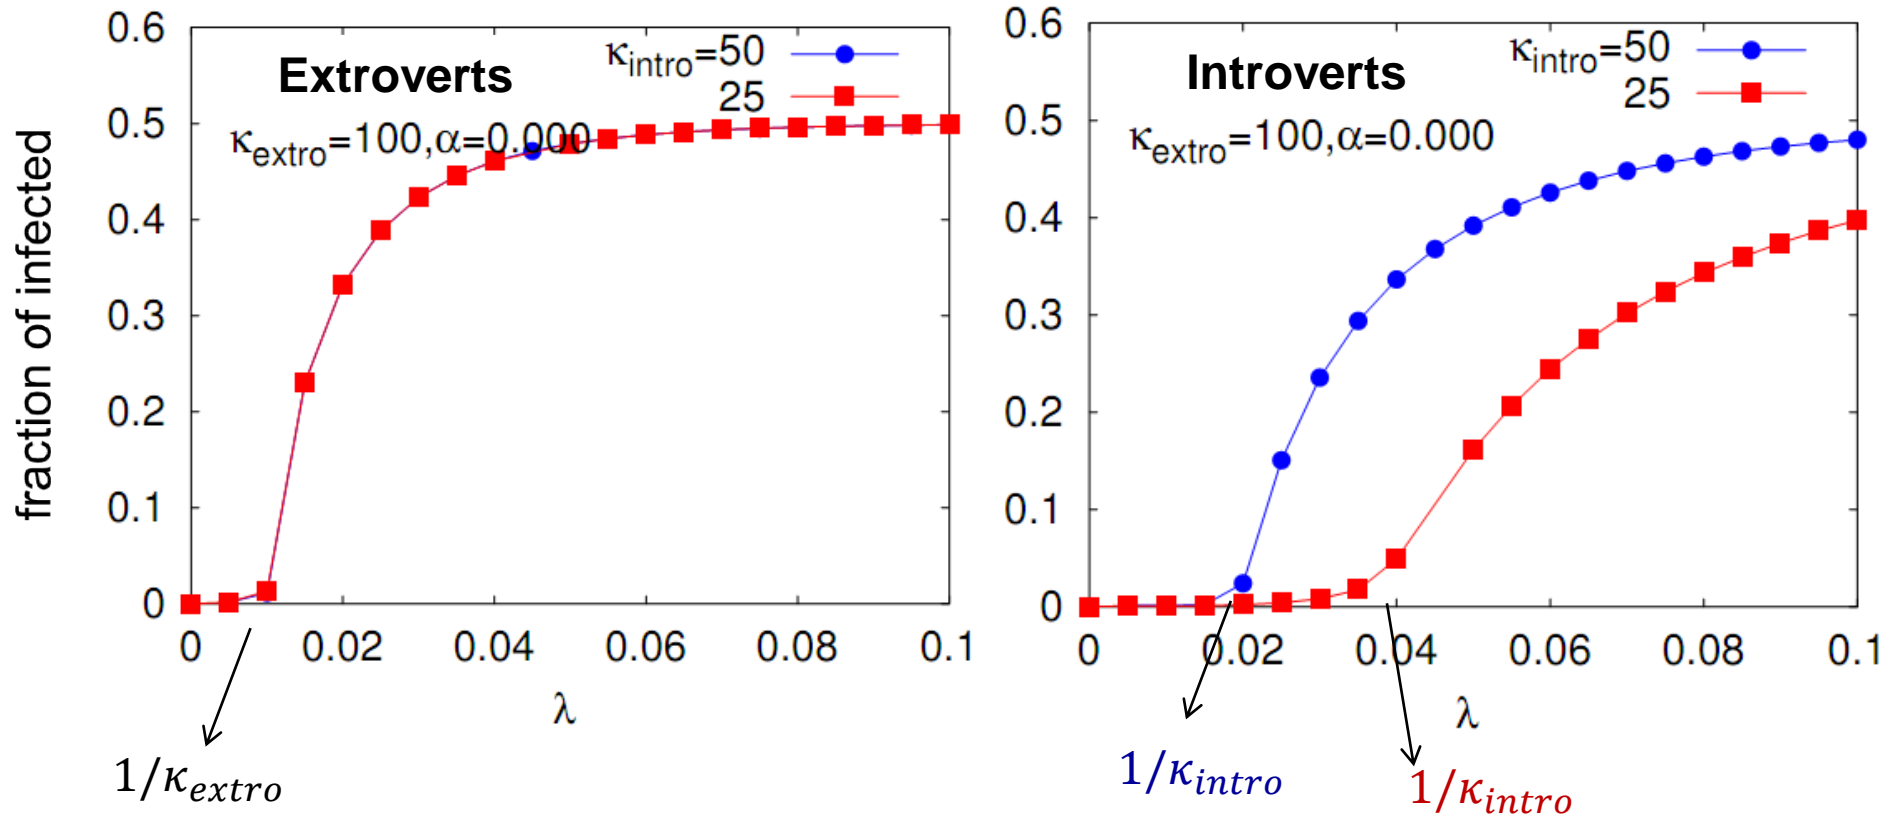 fraction of infected
Extroverts
κintro=50
25
κextro=100,α=0.000
0.6
0.5
0.4
0.3
0.2
0.1
0
0 0.02 0.04 0.06 0.08 0.1
λ
1/κextro
Introverts
κintro=50
25
κextro=100,α=0.000
0.6
0.5
0.4
0.3
0.2
0.1
0
0 0.02 0.04 0.06 0.08 0.1
λ
1/κintro
1/κintro